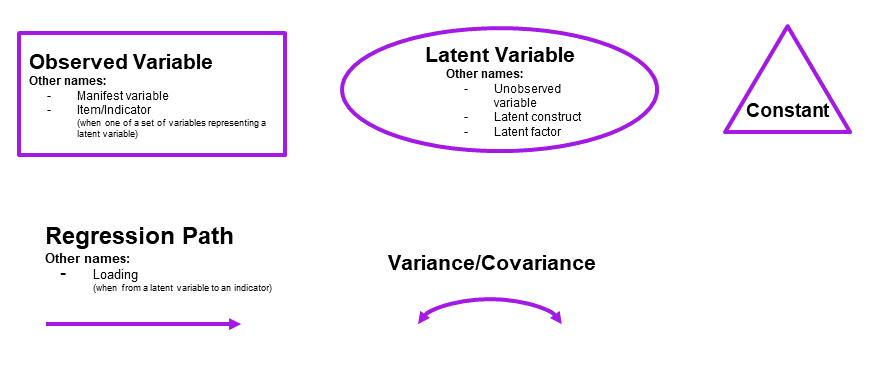 Observed Variable
Other names:
- Manifest variable
- Item/Indicator
(when one of a set of variables representing a
latent variable)
Latent Variable
Other names:
- Unobserved
variable
- Latent construct
- Latent factor
Constant
Regression Path
Other names:
- Loading
(when from a latent variable to an indicator)
Variance/Covariance